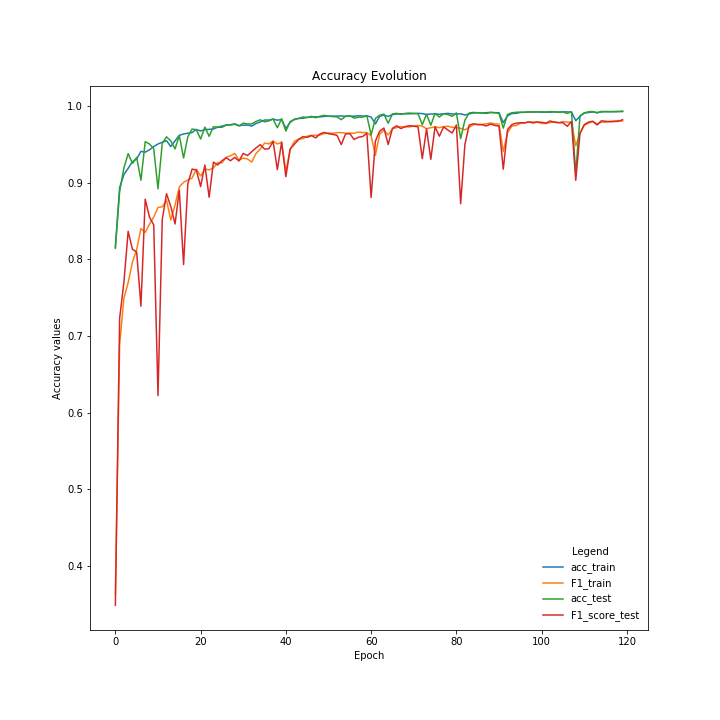 Accuracy Evolution
Accuracy values
1.0
0.9
0.8
0.7
0.6
0.5
0.4
0
20
40
60
80
100
120
Epoch
Legend
acc_train
F1_train
acc_test
F1_score_test